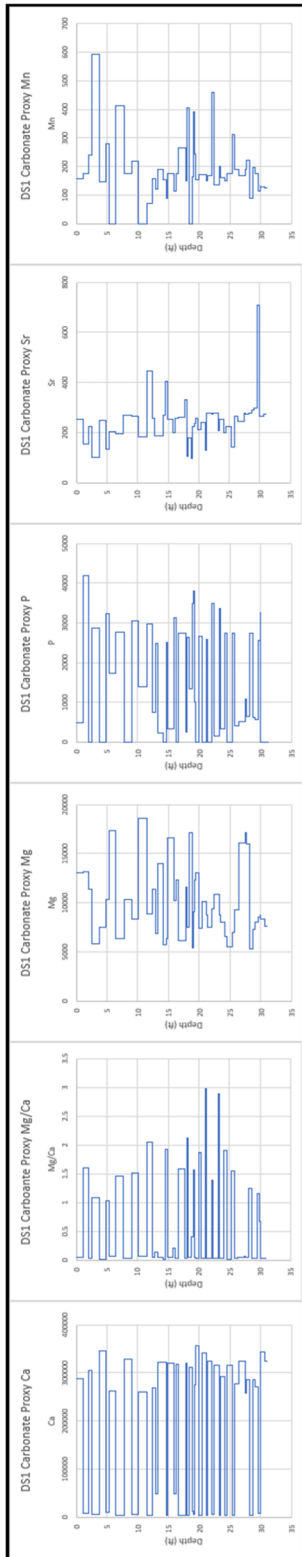 DS1 Carbonate Proxy Ca
Ca
0 100000 200000 300000 400000
0
5
10
15
20
25
30
35
Depth (ft)
DS1 Carboante Proxy Mg/Ca
Mg/Ca
0 0.5 1 1.5 2 2.5 3 3.5
0
5
10
15
20
25
30
35
Depth (ft)
DS1 Carbonate Proxy Mg
Mg
0 5000 10000 15000 20000
0
5
10
15
20
25
30
35
Depth (ft)
DS1 Carbonate Proxy P
P
0 1000 2000 3000 4000 5000
0
5
10
15
20
25
30
35
Depth (ft)
DS1 Carbonate Proxy Sr
Sr
0 200 400 600 800
0
5
10
15
20
25
30
35
Depth (ft)
DS1 Carbonate Proxy Mn
Mn
0 100 200 300 400 500 600 700
0
5
10
15
20
25
30
35
Depth (ft)